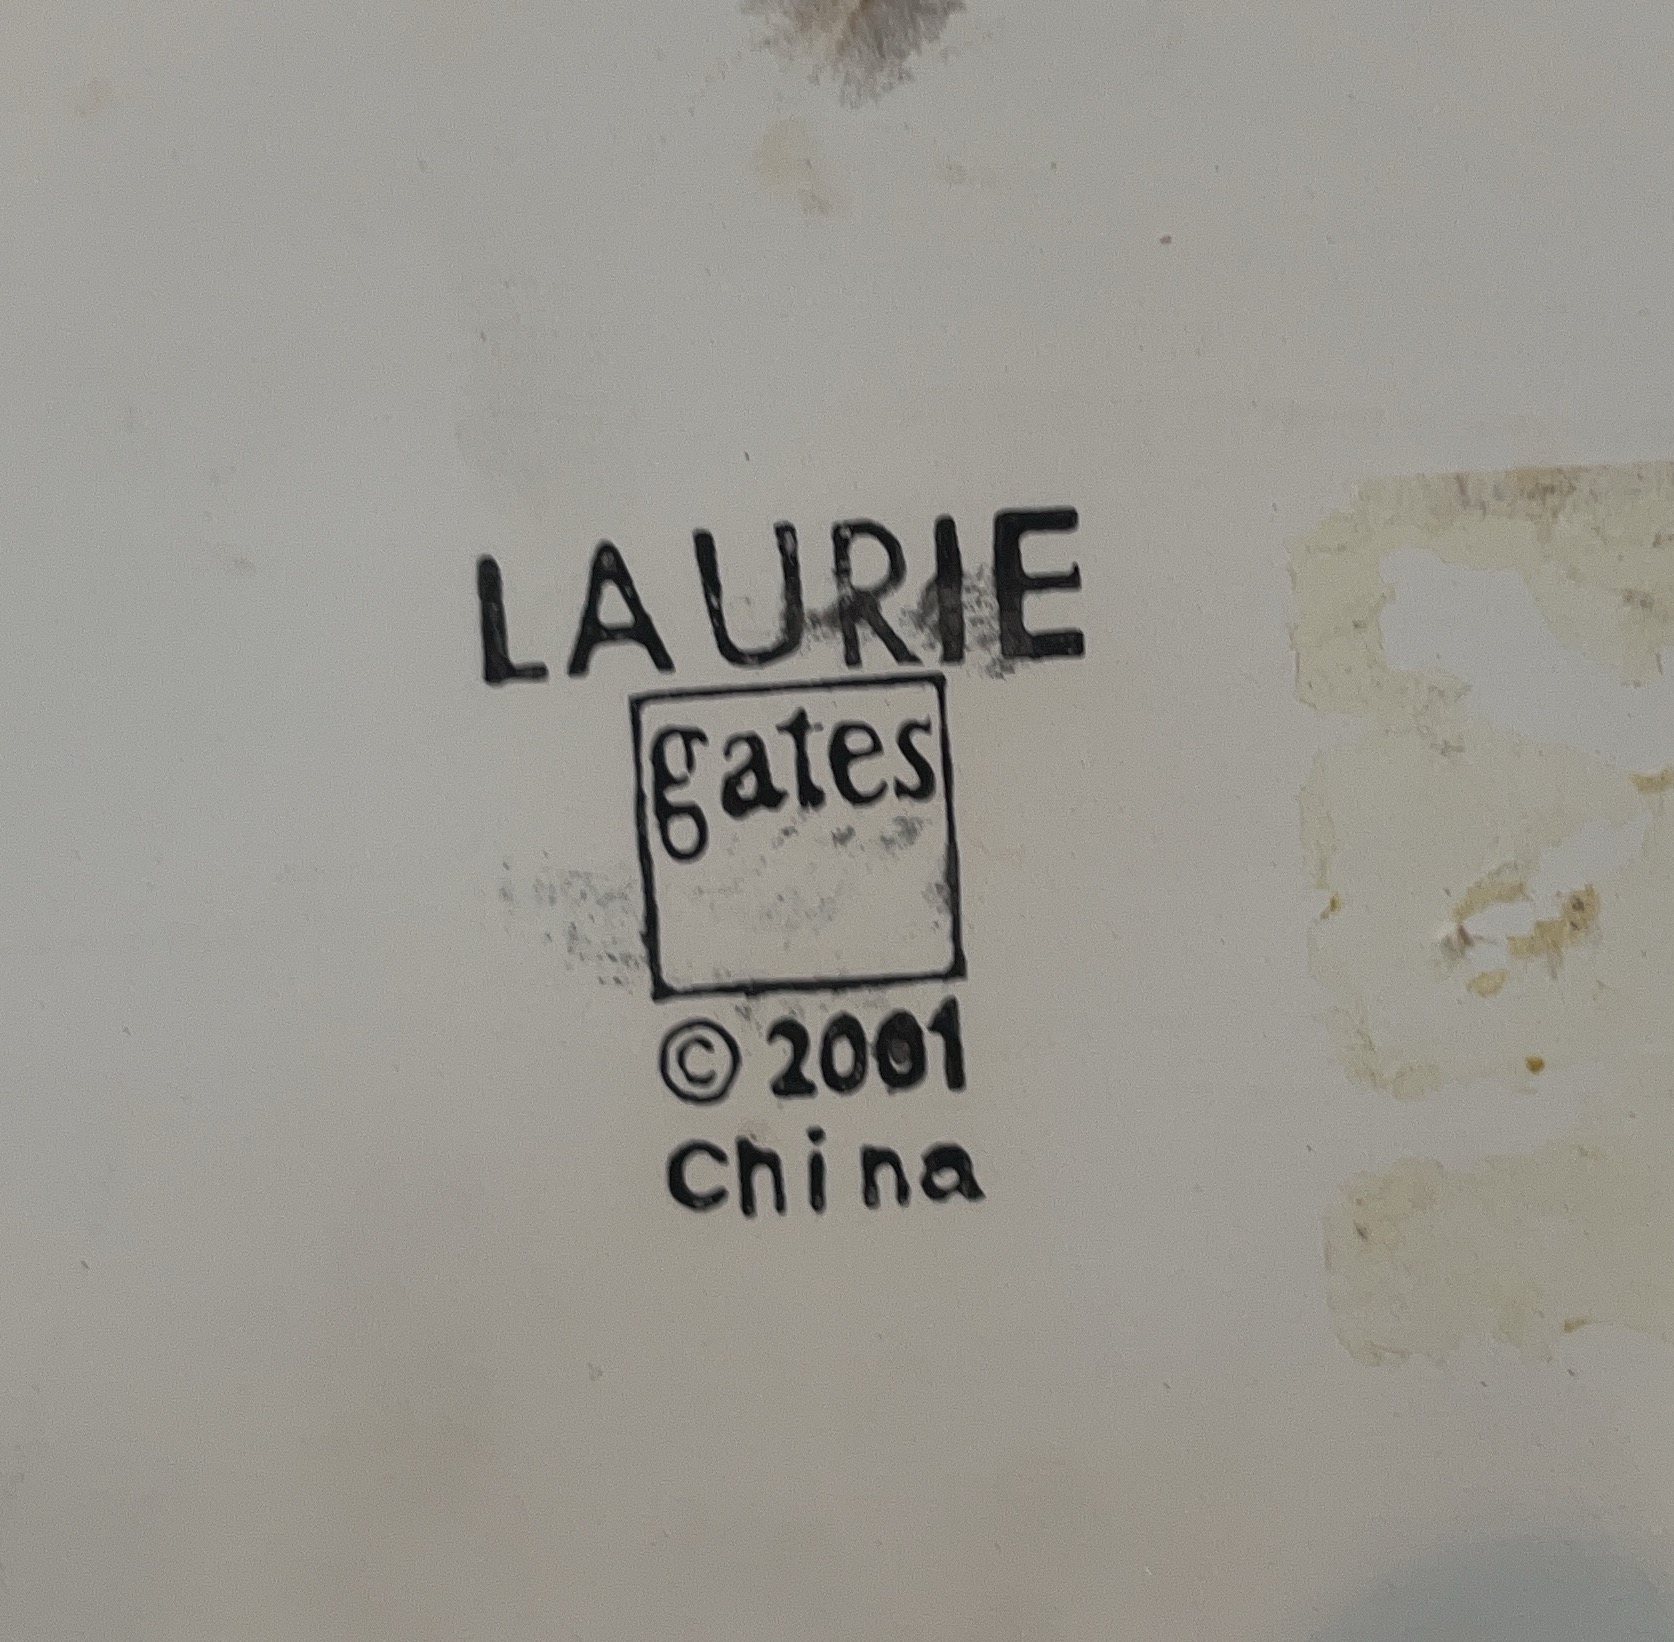 LAURIE
gates
© 2001
China